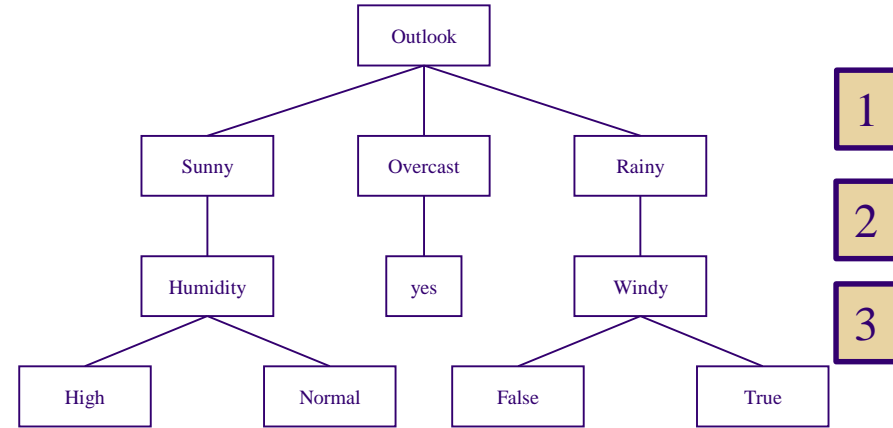 Outlook
1
Sunny
Overcast
Rainy
2
Humidity
yes
Windy
3
High
Normal
False
True